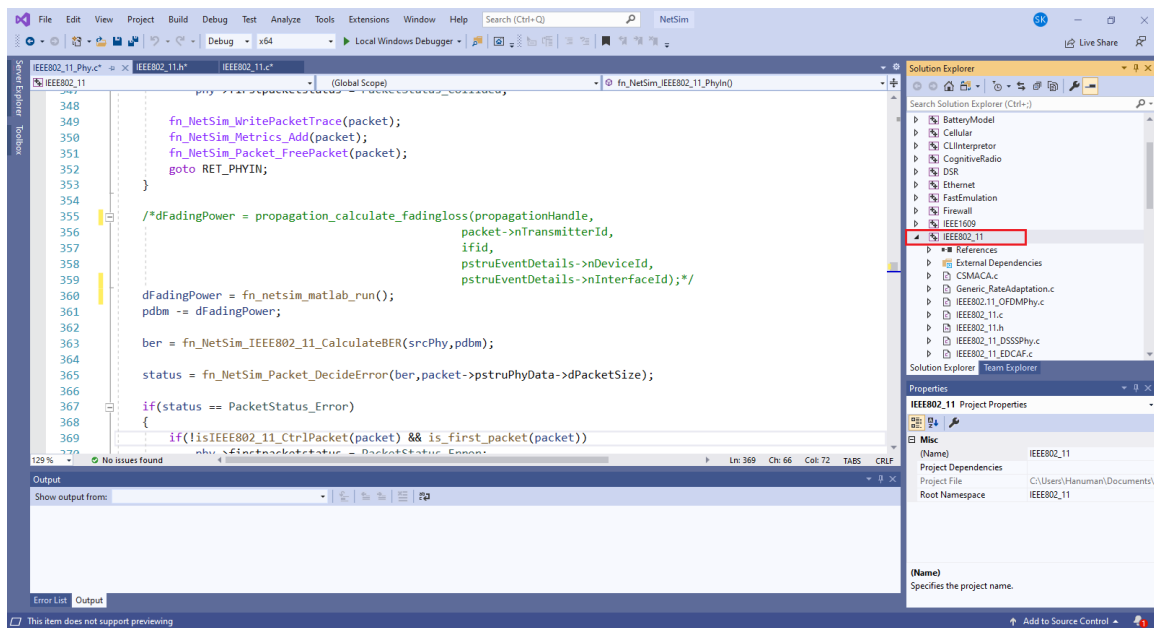 File Edit View Project Build Debug Test Analyze Tools Extensions Window Help Search (Ctrl+Q) NetSim SK
Debug x64 Local Windows Debugger Live Share
Server Explorer
Toolbox
IEEE802_11_Phy.c* IEEE802_11.h* IEEE802_11.c*
IEEE802_11 (Global Scope) fn_NetSim_IEEE802_11_PhyIn()
348
349 fn_NetSim_WritePacketTrace(packet);
350 fn_NetSim_Metrics_Add(packet);
351 fn_NetSim_Packet_FreePacket(packet);
352 goto RET_PHYIN;
353 }
354
355 /*dFadingPower = propagation_calculate_fadingloss(propagationHandle,
356 packet->nTransmitterId,
357 ifid,
358 pstruEventDetails->nDeviceId,
359 pstruEventDetails->nInterfaceId);*/
360 dFadingPower = fn_netsim_matlab_run();
361 pdbm -= dFadingPower;
362
363 ber = fn_NetSim_IEEE802_11_CalculateBER(srcPhy,pdbm);
364
365 status = fn_NetSim_Packet_DecideError(ber,packet->pstruPhyData->dPacketSize);
366
367 if(status == PacketStatus_Error)
368 {
369 if(!isIEEE802_11_CtrlPacket(packet) && is_first_packet(packet))
129 % No issues found Ln: 369 Ch: 66 Col: 72 TABS CRLF
Output
Show output from:
Error List Output
Solution Explorer
Search Solution Explorer (Ctrl+;)
BatteryModel
Cellular
CLIInterpretor
CognitiveRadio
DSR
Ethernet
FastEmulation
Firewall
IEEE1609
IEEE802_11
References
External Dependencies
CSMACA.c
Generic_RateAdaptation.c
IEEE802.11_OFDMPhy.c
IEEE802_11.c
IEEE802_11.h
IEEE802_11_DSSSPhy.c
IEEE802_11_EDCAF.c
Solution Explorer Team Explorer
Properties
IEEE802_11 Project Properties
Misc
(Name) IEEE802_11
Project Dependencies
Project File C:\Users\Hanuman\Documents\
Root Namespace IEEE802_11
(Name)
Specifies the project name.
This item does not support previewing Add to Source Control 1